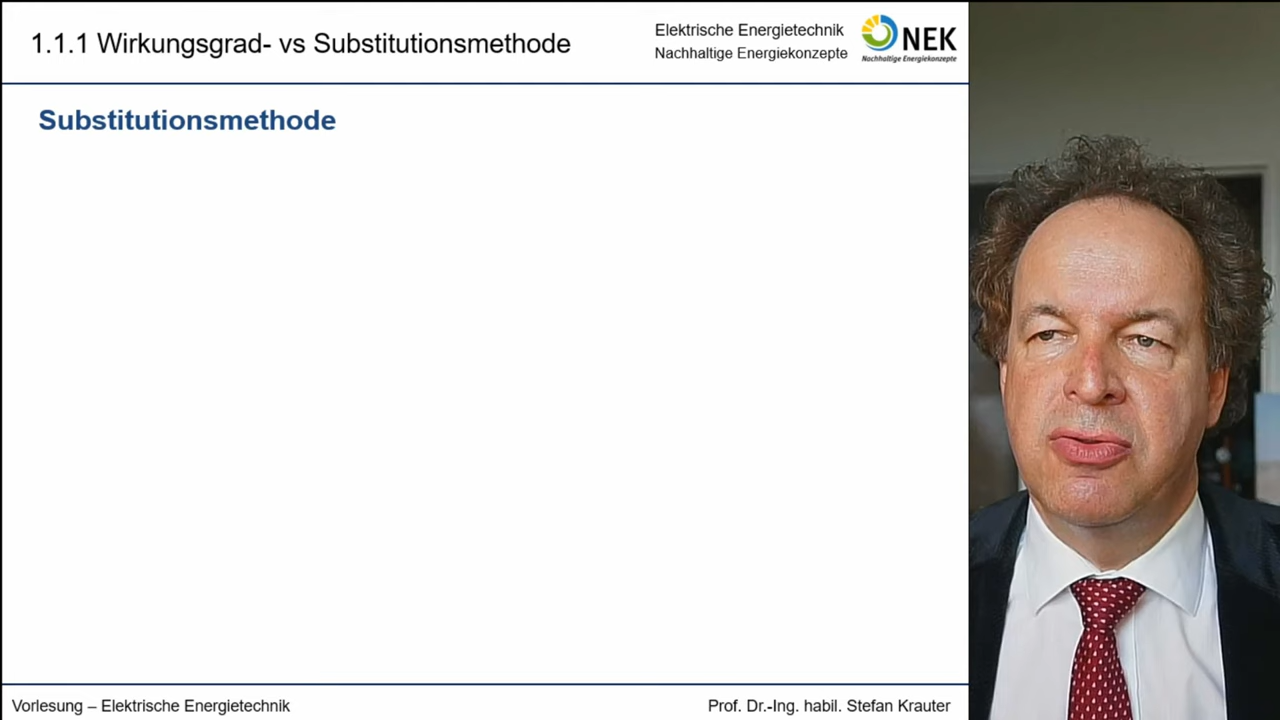 1.1.1 Wirkungsgrad- vs Substitutionsmethode
Elektrische Energietechnik
Nachhaltige Energiekonzepte
NEK
Nachhaltige Energiekonzepte
Substitutionsmethode
Vorlesung – Elektrische Energietechnik
Prof. Dr.-Ing. habil. Stefan Krauter